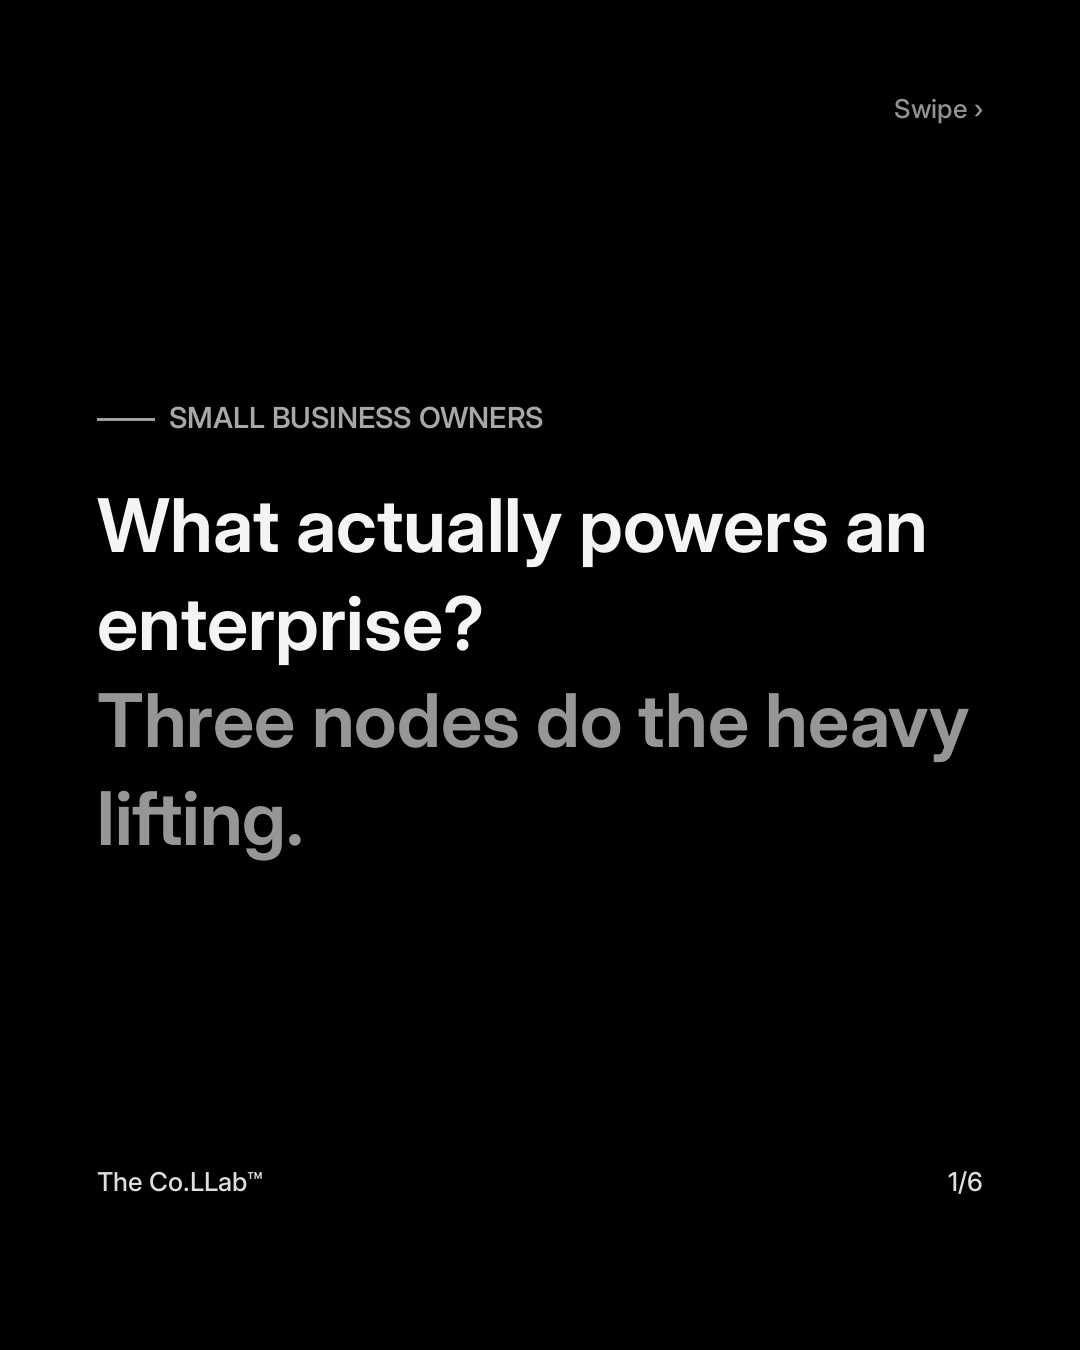 Swipe ›
SMALL BUSINESS OWNERS
What actually powers an
enterprise?
Three nodes do the heavy
lifting.
The Co.LLab™
1/6